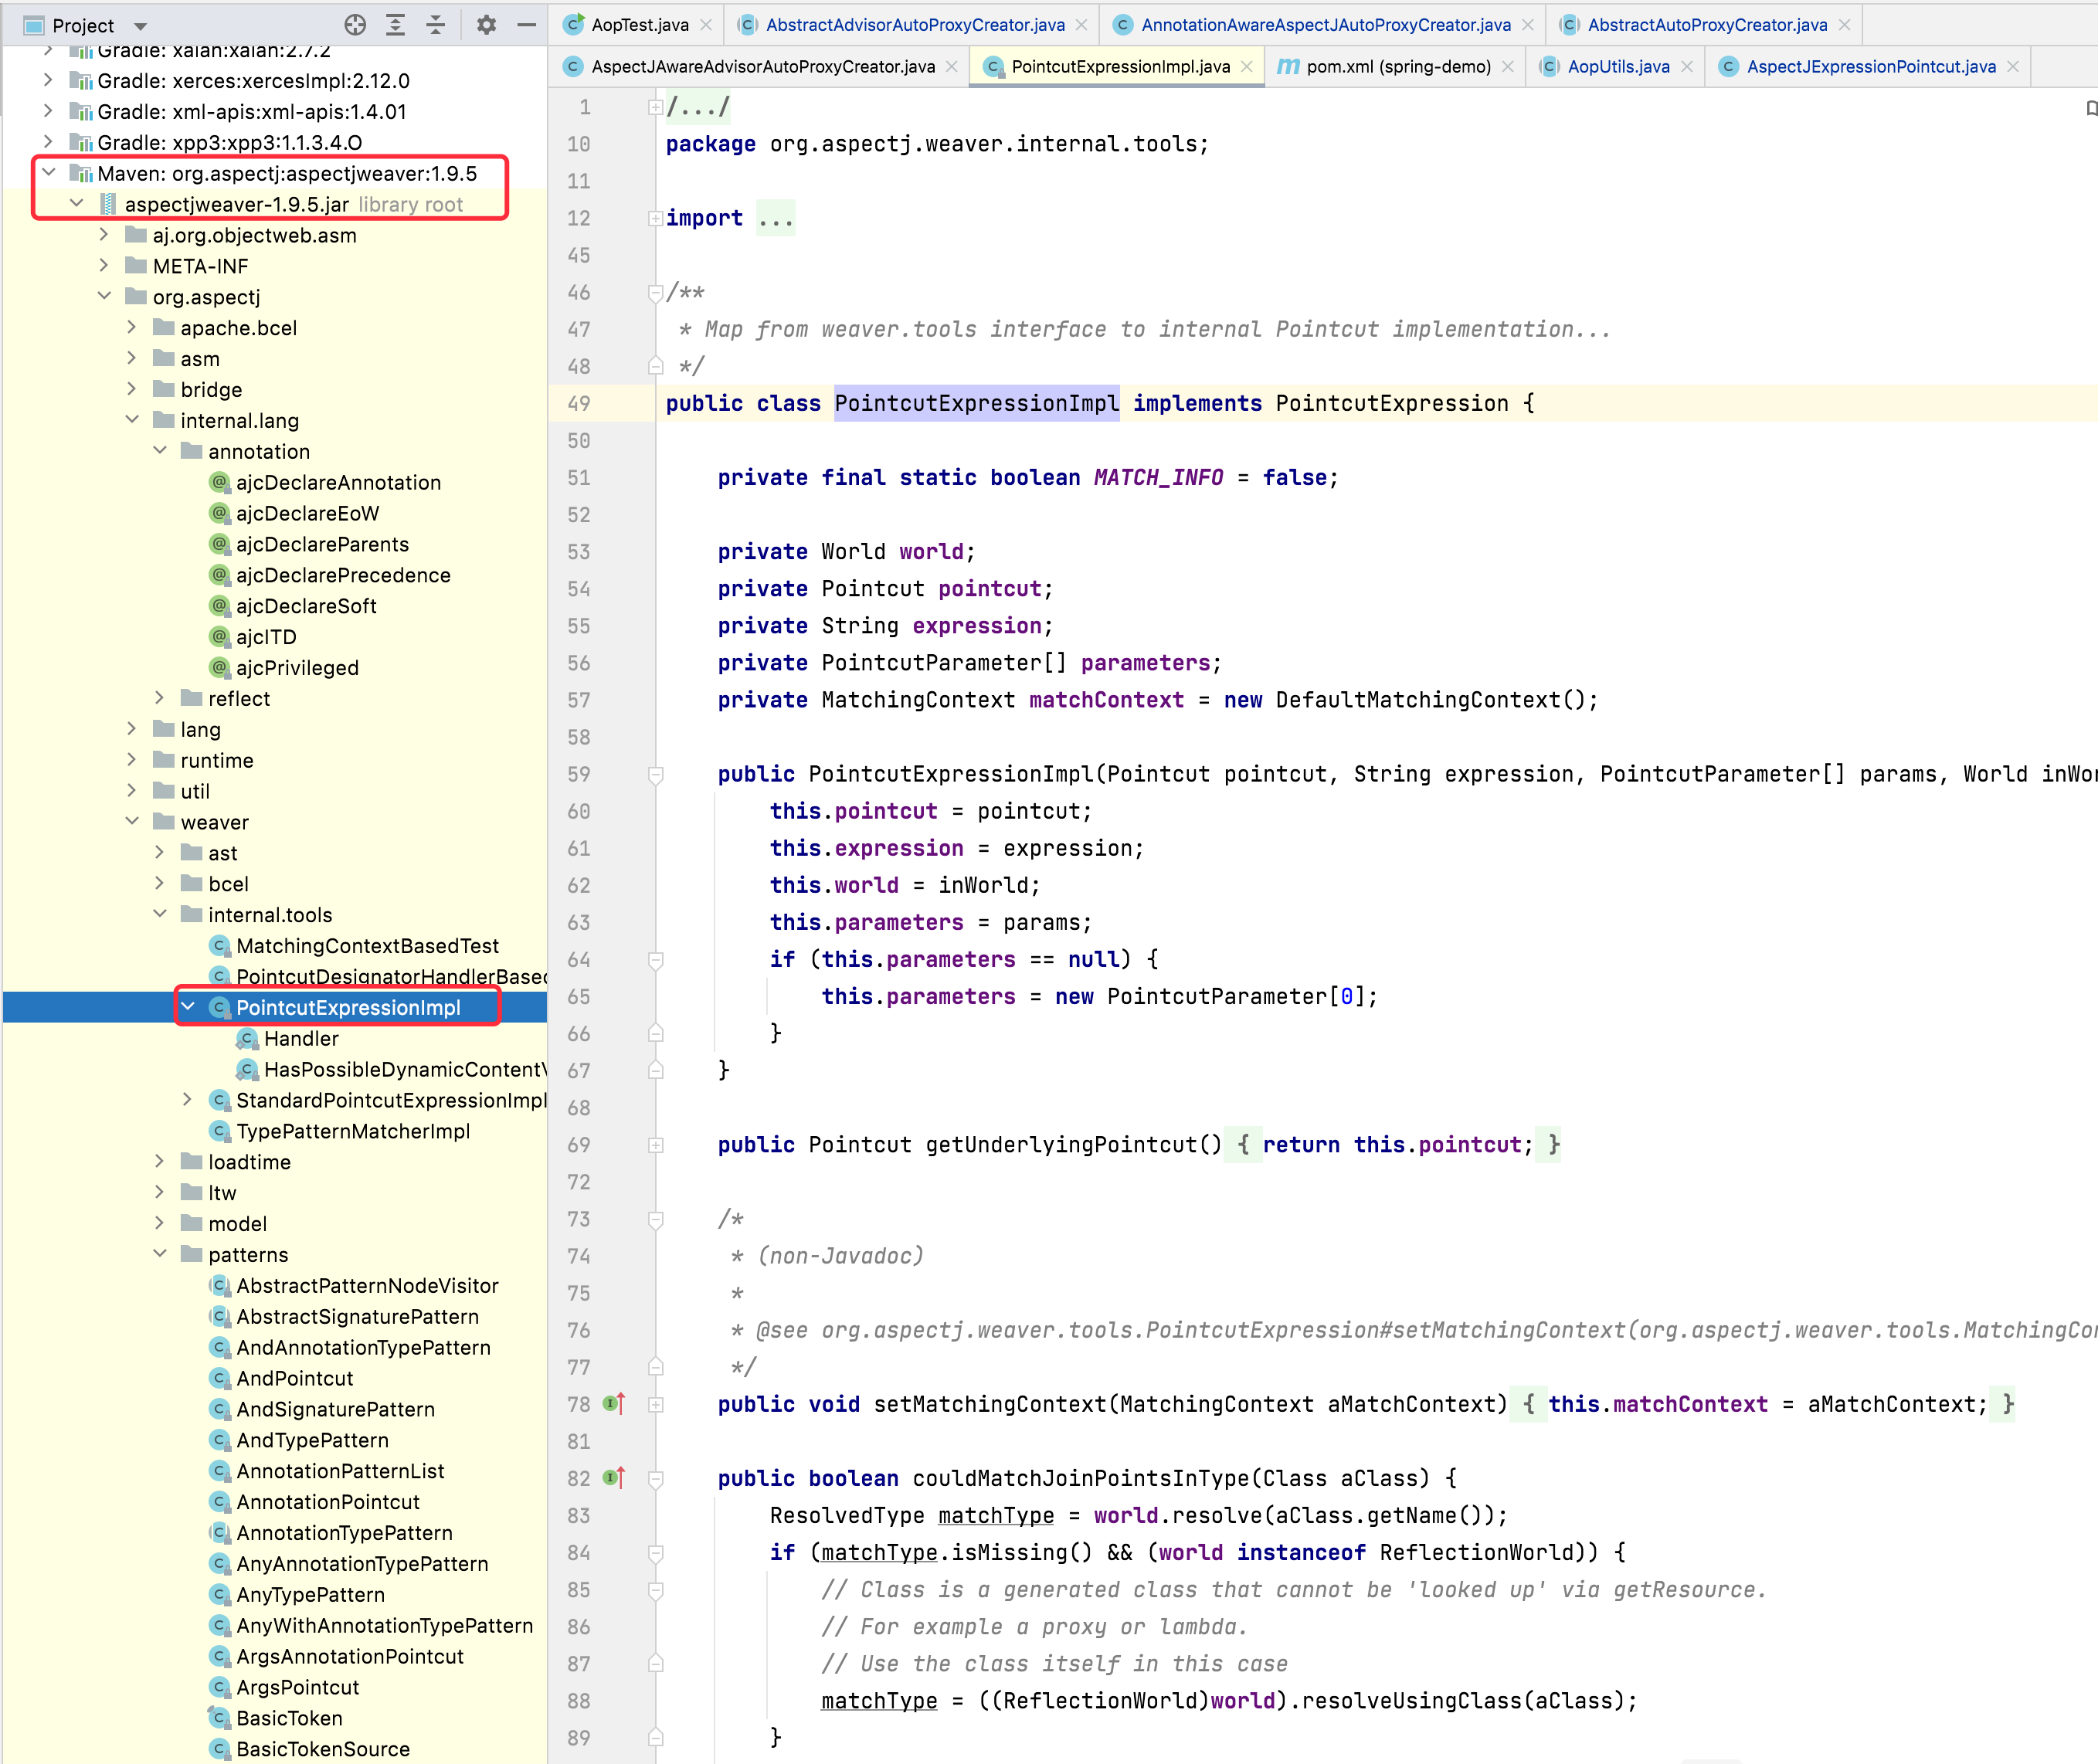 Project
AopTest.java
AbstractAdvisorAutoProxyCreator.java
AnnotationAwareAspectJAutoProxyCreator.java
AbstractAutoProxyCreator.java
AspectJAwareAdvisorAutoProxyCreator.java
PointcutExpressionImpl.java
pom.xml (spring-demo)
AopUtils.java
AspectJExpressionPointcut.java
Gradle: xalan:xalan:2.7.2
Gradle: xerces:xercesImpl:2.12.0
Gradle: xml-apis:xml-apis:1.4.01
Gradle: xpp3:xpp3:1.1.3.4.O
Maven: org.aspectj:aspectjweaver:1.9.5
aspectjweaver-1.9.5.jar library root
aj.org.objectweb.asm
META-INF
org.aspectj
apache.bcel
asm
bridge
internal.lang
annotation
ajcDeclareAnnotation
ajcDeclareEoW
ajcDeclareParents
ajcDeclarePrecedence
ajcDeclareSoft
ajcITD
ajcPrivileged
reflect
lang
runtime
util
weaver
ast
bcel
internal.tools
MatchingContextBasedTest
PointcutDesignatorHandlerBased
PointcutExpressionImpl
Handler
HasPossibleDynamicContentV
StandardPointcutExpressionImpl
TypePatternMatcherImpl
loadtime
ltw
model
patterns
AbstractPatternNodeVisitor
AbstractSignaturePattern
AndAnnotationTypePattern
AndPointcut
AndSignaturePattern
AndTypePattern
AnnotationPatternList
AnnotationPointcut
AnnotationTypePattern
AnyAnnotationTypePattern
AnyTypePattern
AnyWithAnnotationTypePattern
ArgsAnnotationPointcut
ArgsPointcut
BasicToken
BasicTokenSource
1 /.../
10 package org.aspectj.weaver.internal.tools;
11
12 import ...
45
46 /**
47 * Map from weaver.tools interface to internal Pointcut implementation...
48 */
49 public class PointcutExpressionImpl implements PointcutExpression {
50
51 private final static boolean MATCH_INFO = false;
52
53 private World world;
54 private Pointcut pointcut;
55 private String expression;
56 private PointcutParameter[] parameters;
57 private MatchingContext matchContext = new DefaultMatchingContext();
58
59 public PointcutExpressionImpl(Pointcut pointcut, String expression, PointcutParameter[] params, World inWor
60 this.pointcut = pointcut;
61 this.expression = expression;
62 this.world = inWorld;
63 this.parameters = params;
64 if (this.parameters == null) {
65 this.parameters = new PointcutParameter[0];
66 }
67 }
68
69 public Pointcut getUnderlyingPointcut() { return this.pointcut; }
72
73 /*
74 * (non-Javadoc)
75 *
76 * @see org.aspectj.weaver.tools.PointcutExpression#setMatchingContext(org.aspectj.weaver.tools.MatchingCon
77 */
78 public void setMatchingContext(MatchingContext aMatchContext) { this.matchContext = aMatchContext; }
81
82 public boolean couldMatchJoinPointsInType(Class aClass) {
83 ResolvedType matchType = world.resolve(aClass.getName());
84 if (matchType.isMissing() && (world instanceof ReflectionWorld)) {
85 // Class is a generated class that cannot be 'looked up' via getResource.
86 // For example a proxy or lambda.
87 // Use the class itself in this case
88 matchType = ((ReflectionWorld)world).resolveUsingClass(aClass);
89 }